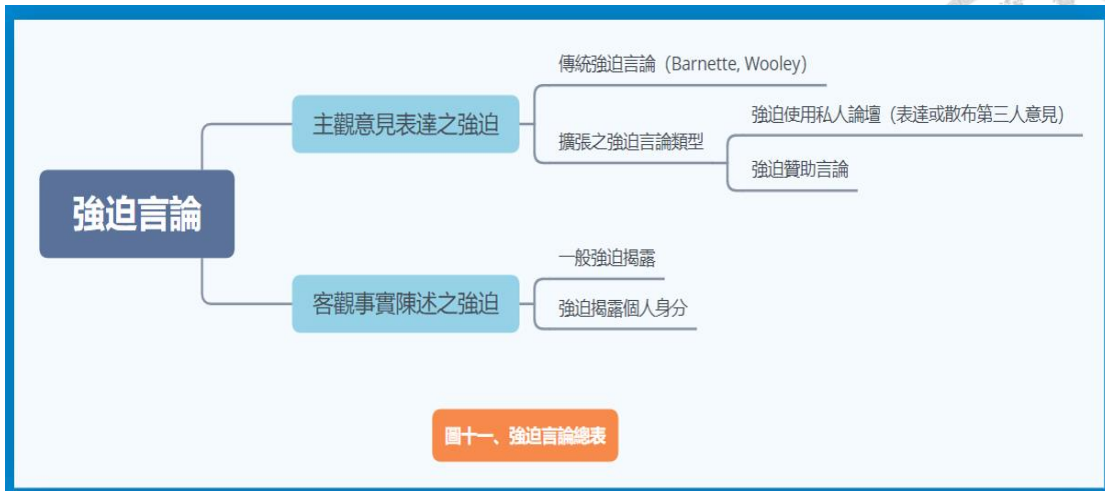 強迫言論
主觀意見表達之強迫
傳統強迫言論（Barnette, Wooley）
擴張之強迫言論類型
強迫使用私人論壇（表達或散布第三人意見）
強迫贊助言論
客觀事實陳述之強迫
一般強迫揭露
強迫揭露個人身分
圖十一、強迫言論總表